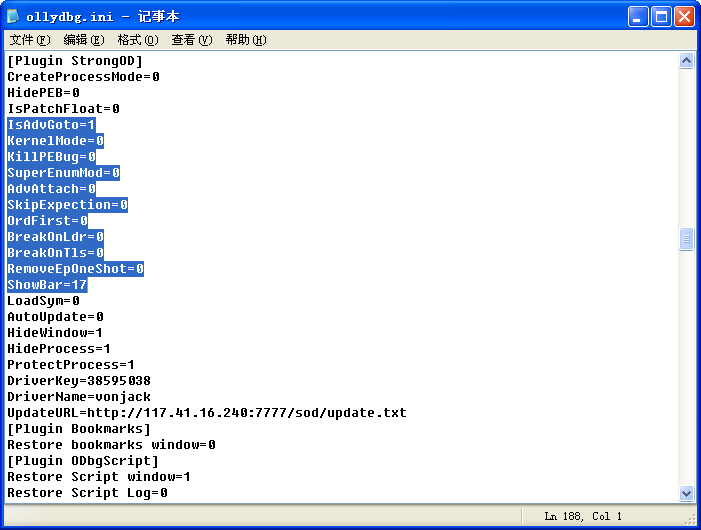 ollydbg.ini - 记事本
文件(F) 编辑(E) 格式(O) 查看(V) 帮助(H)
[Plugin StrongOD]
CreateProcessMode=0
HidePEB=0
IsPatchFloat=0
IsAdvGoto=1
KernelMode=0
KillPEBug=0
SuperEnumMod=0
AdvAttach=0
SkipExpection=0
OrdFirst=0
BreakOnLdr=0
BreakOnTls=0
RemoveEpOneShot=0
ShowBar=17
LoadSym=0
AutoUpdate=0
HideWindow=1
HideProcess=1
ProtectProcess=1
DriverKey=38595038
DriverName=vonjack
UpdateURL=http://117.41.16.240:7777/sod/update.txt
[Plugin Bookmarks]
Restore bookmarks window=0
[Plugin ODbgScript]
Restore Script window=1
Restore Script Log=0
Ln 188, Col 1